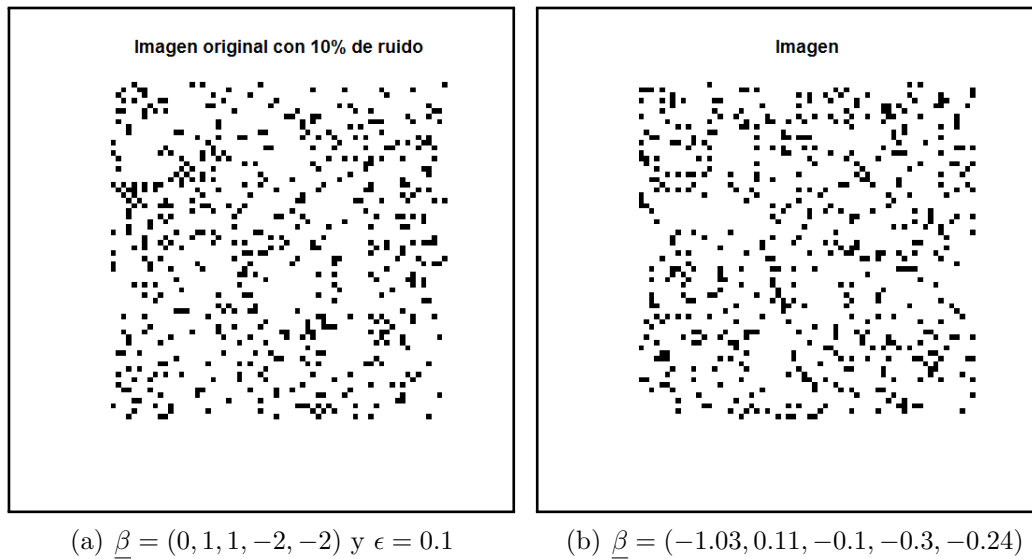 Imagen original con 10% de ruido
Imagen
(a) β = (0, 1, 1, −2, −2) y ϵ = 0.1
(b) β = (−1.03, 0.11, −0.1, −0.3, −0.24)